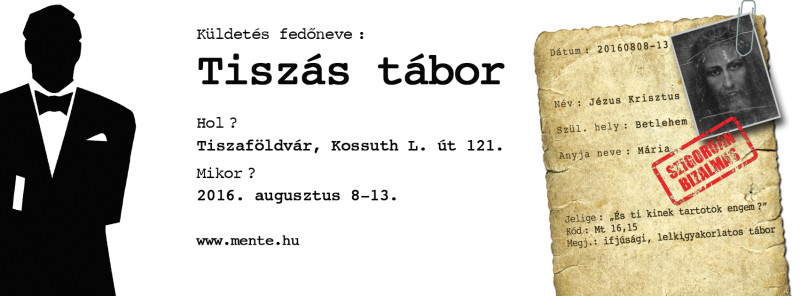 Küldetés fedőneve :
Tiszás tábor
Hol ?
Tiszaföldvár, Kossuth L. út 121.
Mikor ?
2016. augusztus 8-13.
www.mente.hu
Dátum : 20160808-13
Név : Jézus Krisztus
Szül. hely : Betlehem
Anyja neve : Mária
SZIGORÚAN
BIZALMAS
Jelige : „És ti kinek tartotok engem ?”
Kód : Mt 16,15
Megj. : ifjúsági, lelkigyakorlatos tábor